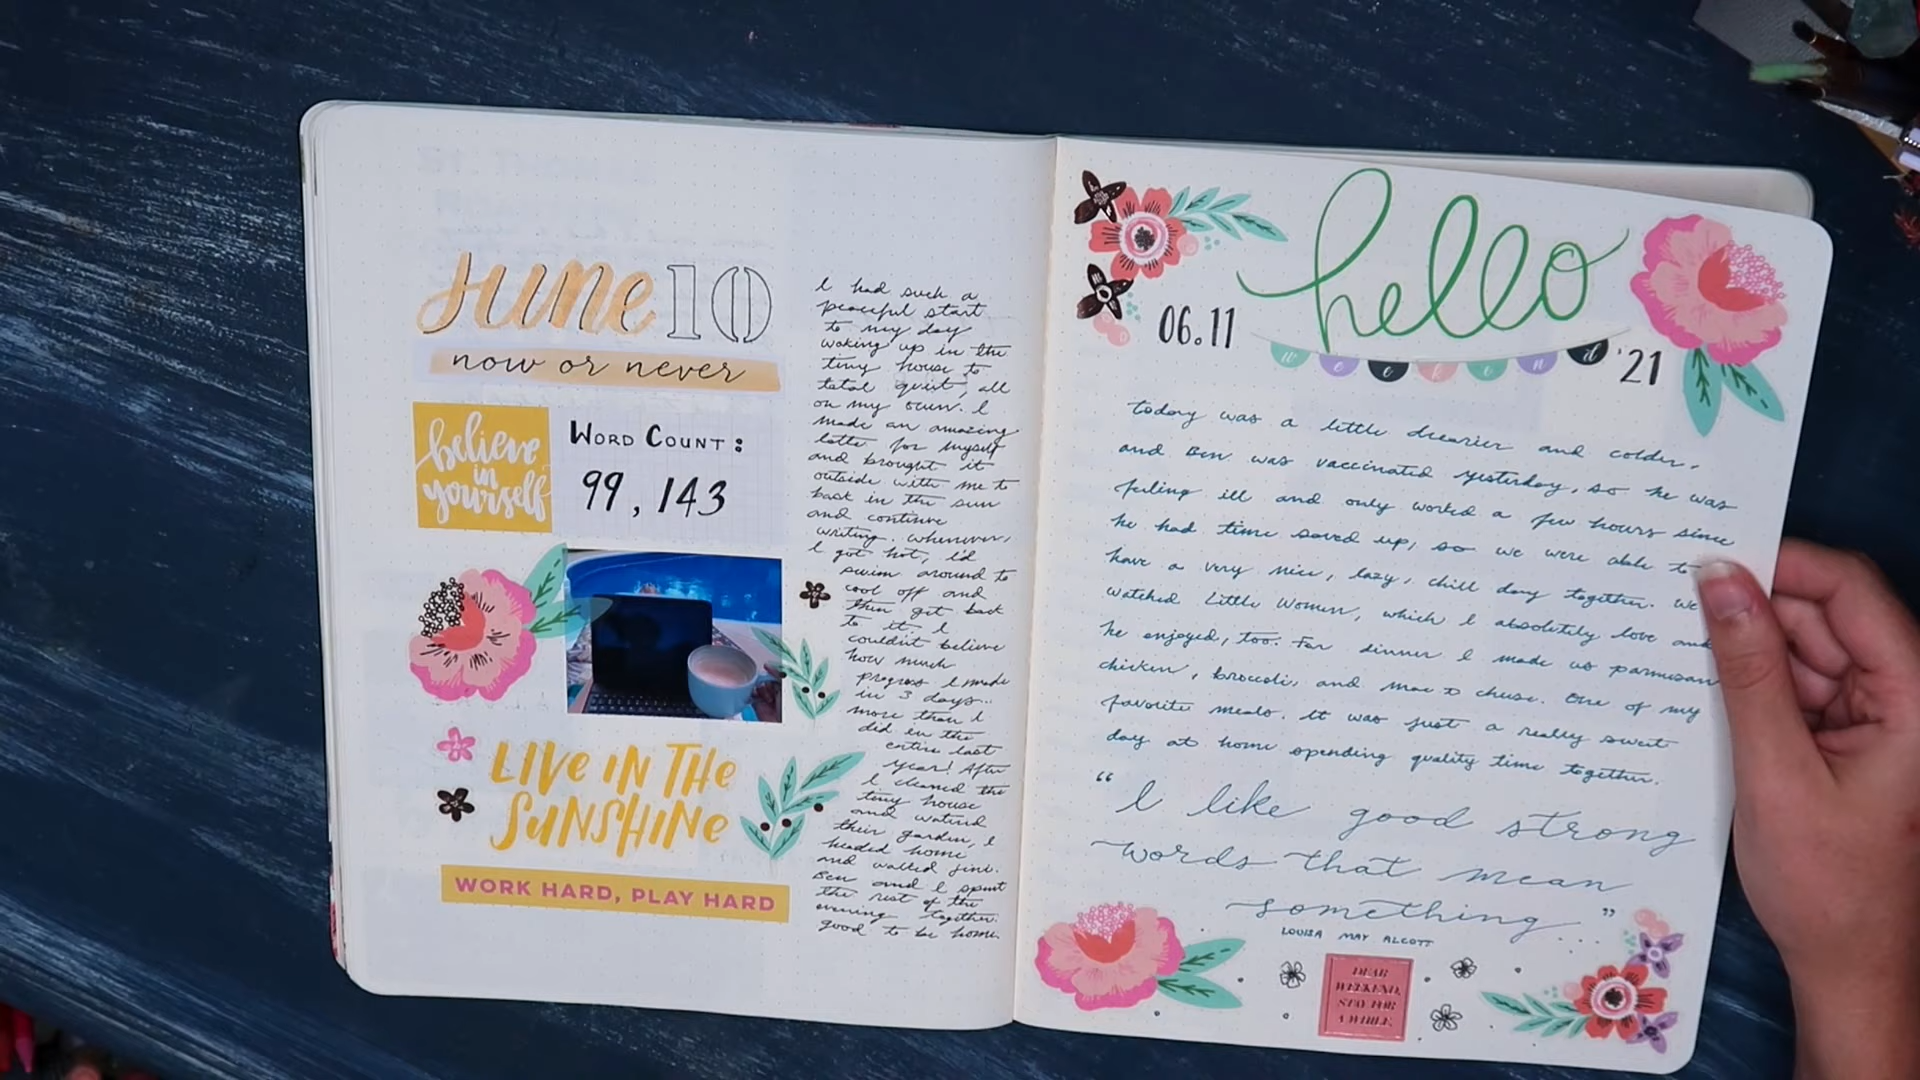 June 10
now or never
believe
in
yourself
WORD COUNT:
99,143
LIVE IN THE
SUNSHINE
WORK HARD, PLAY HARD
I had such a
peaceful start
to my day
waking up in the
tiny house to
total quiet, all
on my own. I
made an amazing
latte for myself
and brought it
outside with me to
bask in the sun
and continue
writing. Whenever,
I got hot, i'd
swim around to
cool off and
then get back
to it. I
couldn't believe
how much
progress I made
in 3 days...
more than I
did in the
entire last
year! After
I cleaned the
tiny house
and watered
their garden, I
headed home
and walked
Ben and I spent
the rest of the
evening together.
good to be home.
hello
06.11
weekend
'21
today was a little drearier and colder,
and Ben was vaccinated yesterday, so he was
feeling ill and only worked a few hours since
he had time saved up, so we were able to
have a very nice, lazy, chill day together. We
watched Little Women, which I absolutely love and
he enjoyed, too. For dinner I made us parmesan
chicken, broccoli, and mac & cheese. One of my
favorite meals. It was just a really sweet
day at home spending quality time together.
"I like good strong
words that mean
something..."
LOUISA MAY ALCOTT
DEAR
WEEKEND,
STAY FOR
A WHILE